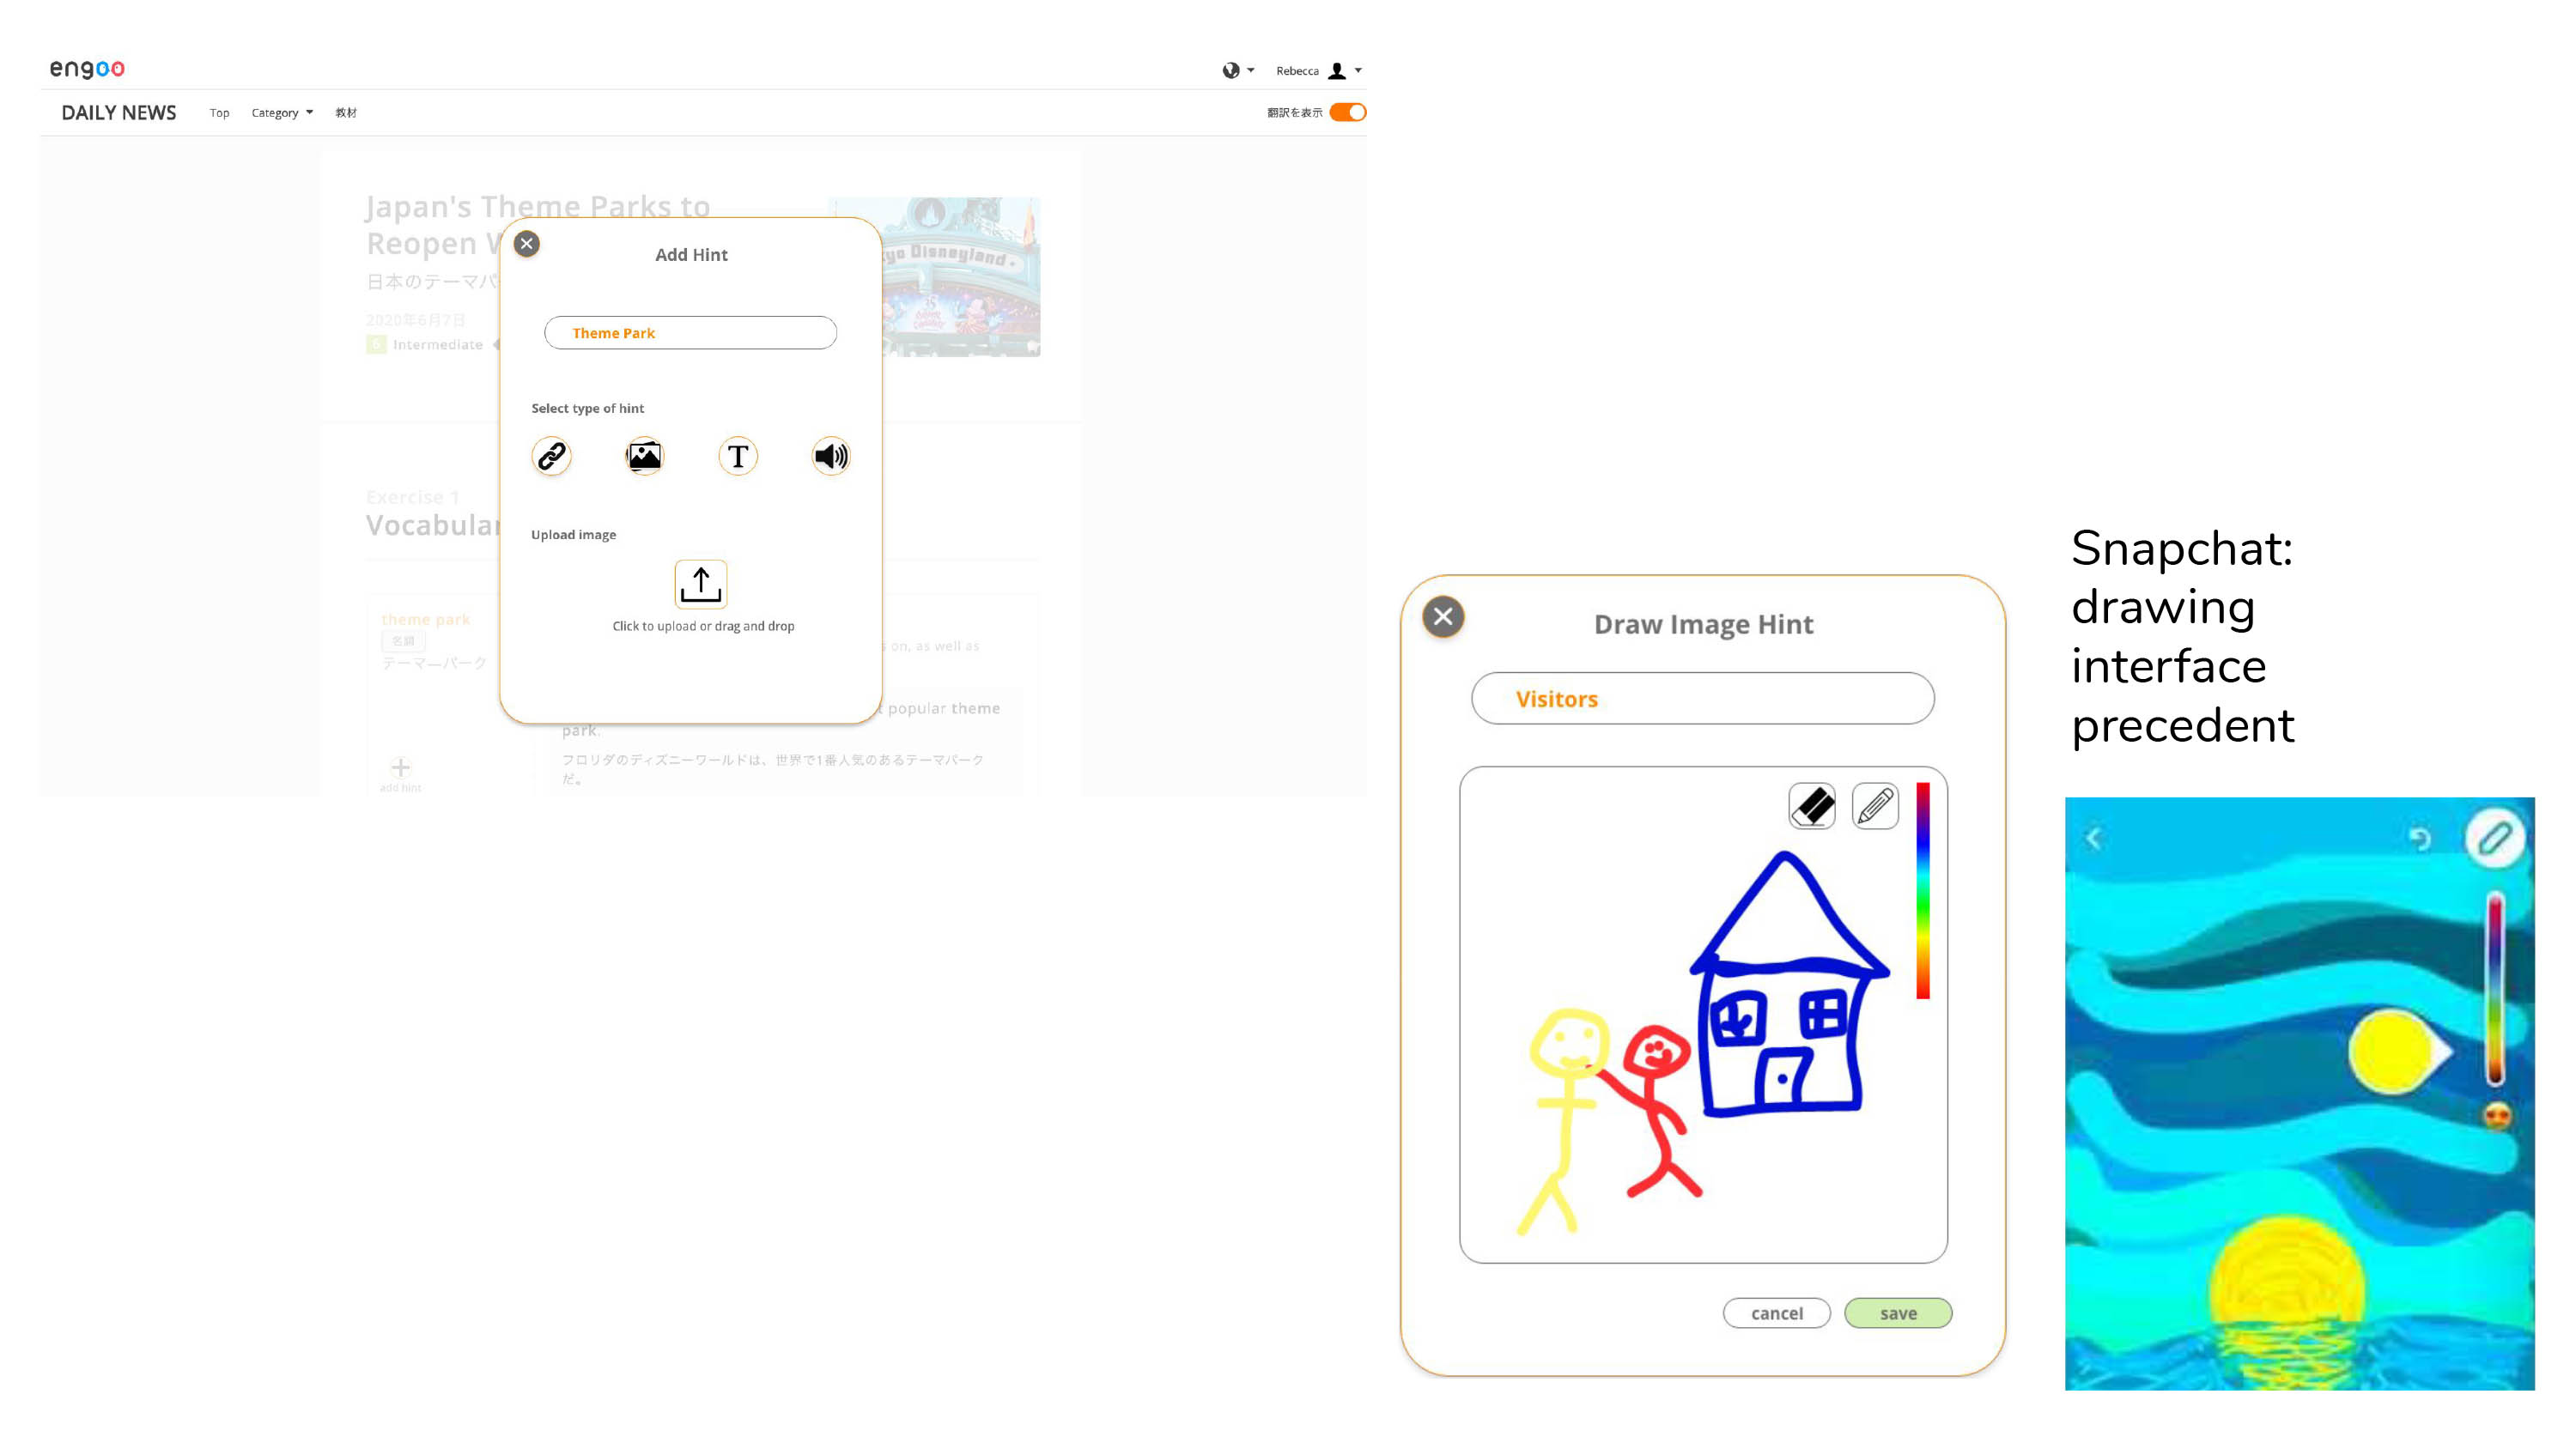 engoo
Rebecca
DAILY NEWS
Top
Category
教材
翻訳を表示
Japan's Theme Parks to
Reopen
日本のテーマパ
2020年6月7日
6 Intermediate
Disneyland
Add Hint
Theme Park
Select type of hint
T
Upload image
Click to upload or drag and drop
Exercise 1
Vocabular
theme park
名詞
テーマーパーク
on, as well as
popular theme
park.
フロリダのディズニーワールドは、世界で1番人気のあるテーマパーク
だ。
add hint
Draw Image Hint
Visitors
cancel
save
Snapchat:
drawing
interface
precedent